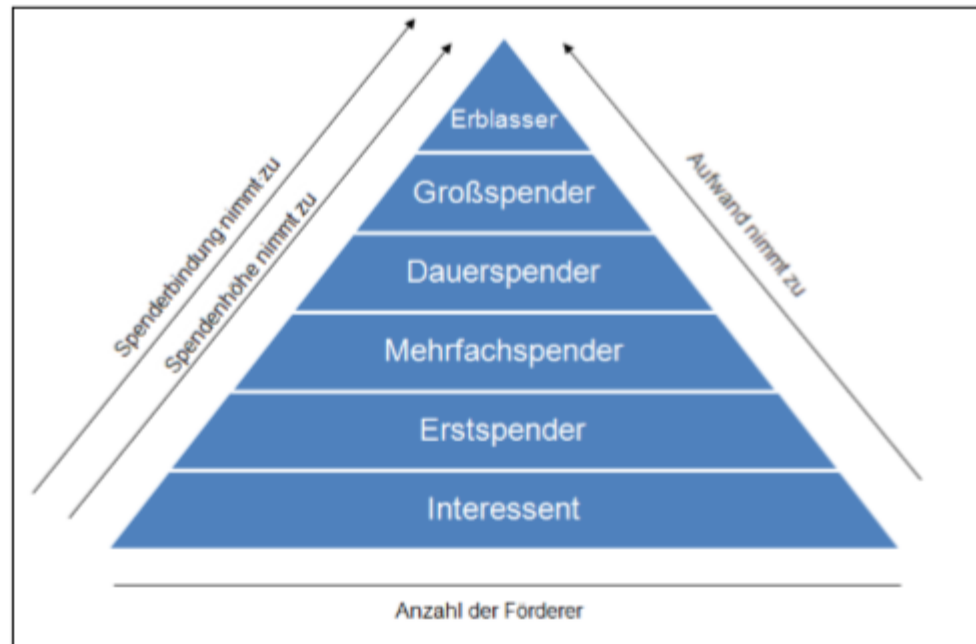 Erblasser
Großspender
Dauerspender
Mehrfachspender
Erstspender
Interessent
Spenderbindung nimmt zu
Spendenhöhe nimmt zu
Aufwand nimmt zu
Anzahl der Förderer